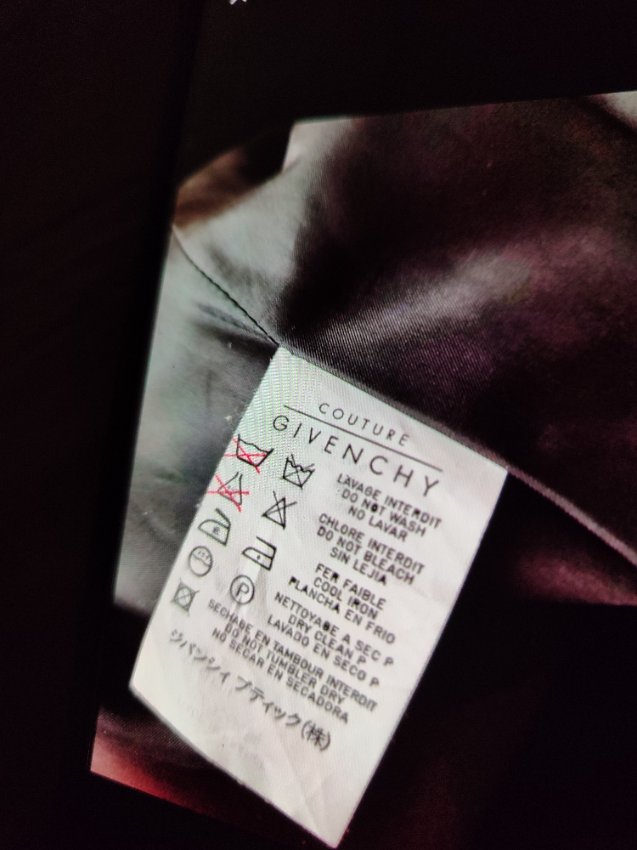 COUTURE
GIVENCHY
LAVAGE INTERDIT
DO NOT WASH
NO LAVAR
CHLORE INTERDIT
DO NOT BLEACH
SIN LEJIA
FER FAIBLE
COOL IRON
PLANCHA EN FRIO
P
NETTOYAGE A SEC P
DRY CLEAN P
LAVADO EN SECO P
SECHAGE EN TAMBOUR INTERDIT
DO NOT TUMBLER DRY
NO SECAR EN SECADORA
ジバンシィ ブティック(株)